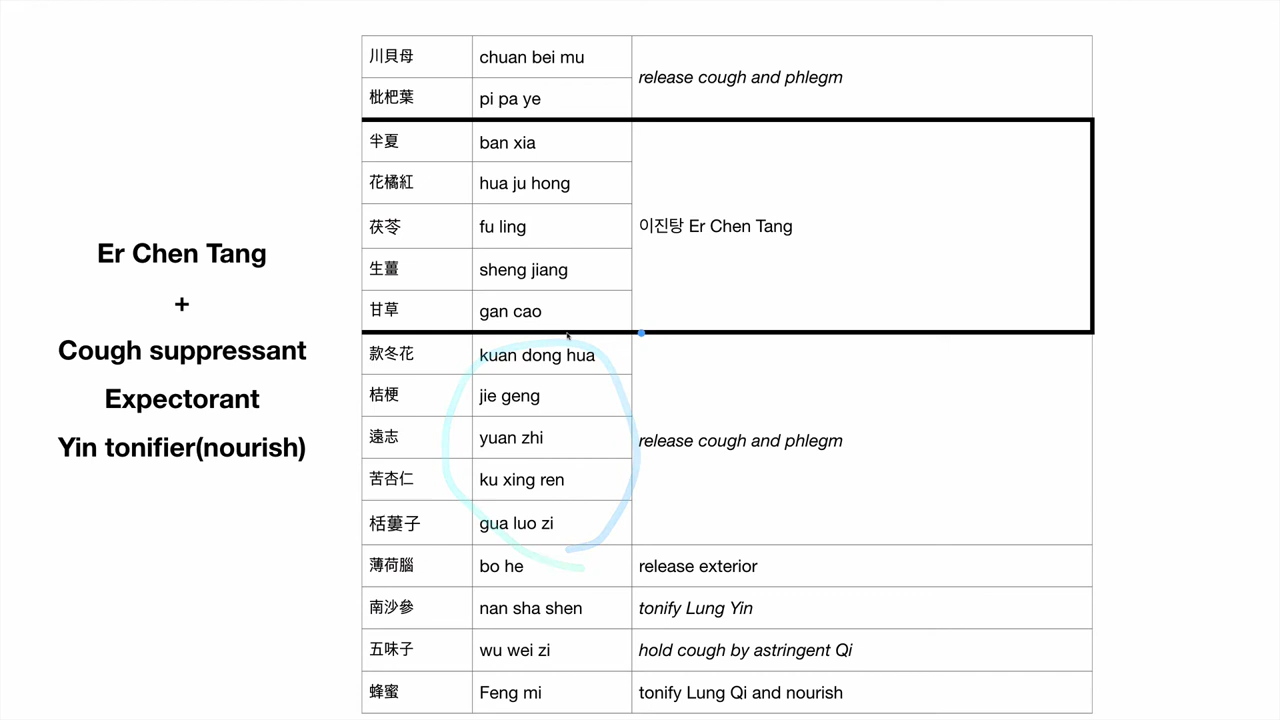 Er Chen Tang
+
Cough suppressant
Expectorant
Yin tonifier(nourish)
川貝母 chuan bei mu release cough and phlegm
枇杷葉 pi pa ye
半夏 ban xia
花橘紅 hua ju hong
茯苓 fu ling 이진탕 Er Chen Tang
生薑 sheng jiang
甘草 gan cao
款冬花 kuan dong hua
桔梗 jie geng
遠志 yuan zhi release cough and phlegm
苦杏仁 ku xing ren
栝蔞子 gua luo zi
薄荷腦 bo he release exterior
南沙參 nan sha shen tonify Lung Yin
五味子 wu wei zi hold cough by astringent Qi
蜂蜜 Feng mi tonify Lung Qi and nourish